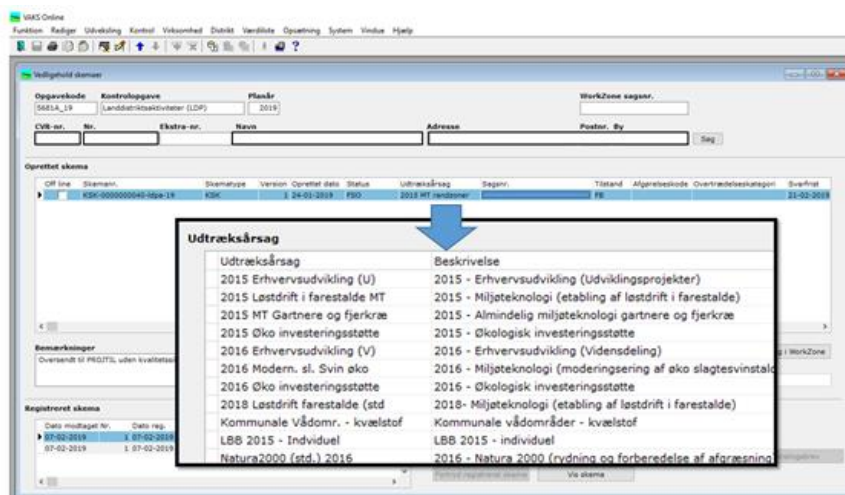 VAKS Online
Funktion Rediger Udveksling Kontrol Virksomhed Distrikt Værdiliste Opsætning System Vindue Hjælp
Vedligehold skemaer
Opgavekode Kontrolopgave Planår WorkZone sagsnr.
5681A_19 Landdistriktsaktiviteter (LDP) 2019
CVR-nr. Nr. Ekstra-nr. Navn Adresse Postnr. By
Søg
Oprettet skema
Off line Skemanr. Skematype Version Oprettet dato Status Udtræksårsag Sagsnr. Tilstand Afgørelseskode Overtrædelseskategori Svarfrist
KSK-0000000040-ldpa-19 KSK 1 24-01-2019 FSO 2018 MT randzoner FB 21-02-2019
Udtræksårsag
Udtræksårsag Beskrivelse
2015 Erhvervsudvikling (U) 2015 - Erhvervsudvikling (Udviklingsprojekter)
2015 Løstdrift i farestalde MT 2015 - Miljøteknologi (etabling af løstdrift i farestalde)
2015 MT Gartnere og fjerkræ 2015 - Almindelig miljøteknologi gartnere og fjerkræ
2015 Øko investeringsstøtte 2015 - Økologisk investeringsstøtte
2016 Erhvervsudvikling (V) 2016 - Erhvervsudvikling (Vidensdeling)
2016 Modern. sl. Svin øko 2016 - Miljøteknologi (moderingsering af øko slagtesvinstald
2016 Øko investeringsstøtte 2016 - Økologisk investeringsstøtte
2018 Løstdrift farestalde (std 2018- Miljøteknologi (etabling af løstdrift i farestalde)
Kommunale Vådomr. - kvælstof Kommunale vådområder - kvælstof
LBB 2015 - Individuel LBB 2015 - individuel
Natura2000 (std.) 2016 2016 - Natura 2000 (rydning og forberedelse af afgræsning)
Bemærkninger
i WorkZone
Oversendt til PROJTIL uden
Registreret skema
Dato modtaget Nr. Dato reg.
07-02-2019 1 07-02-2019
07-02-2019 1 07-02-2019
Fortryd registreret skema Vis skema